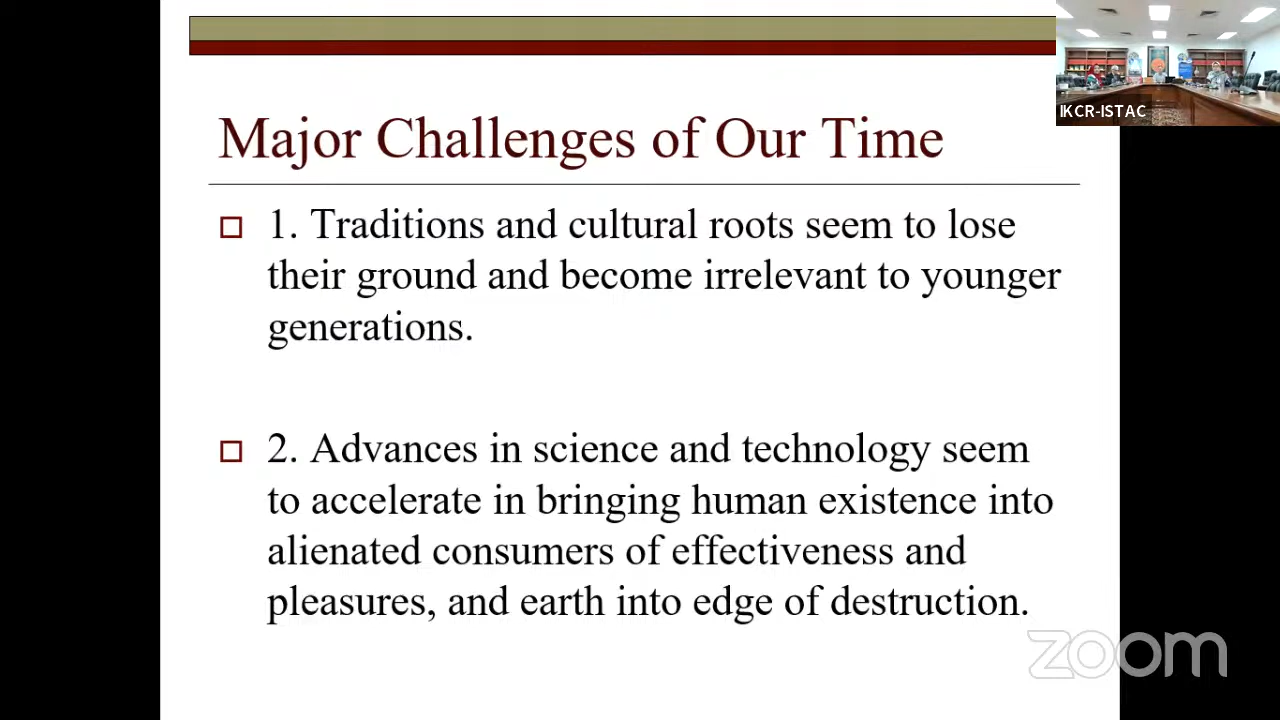 IKCR-ISTAC
Major Challenges of Our Time
1. Traditions and cultural roots seem to lose
their ground and become irrelevant to younger
generations.
2. Advances in science and technology seem
to accelerate in bringing human existence into
alienated consumers of effectiveness and
pleasures, and earth into edge of destruction.
zoom